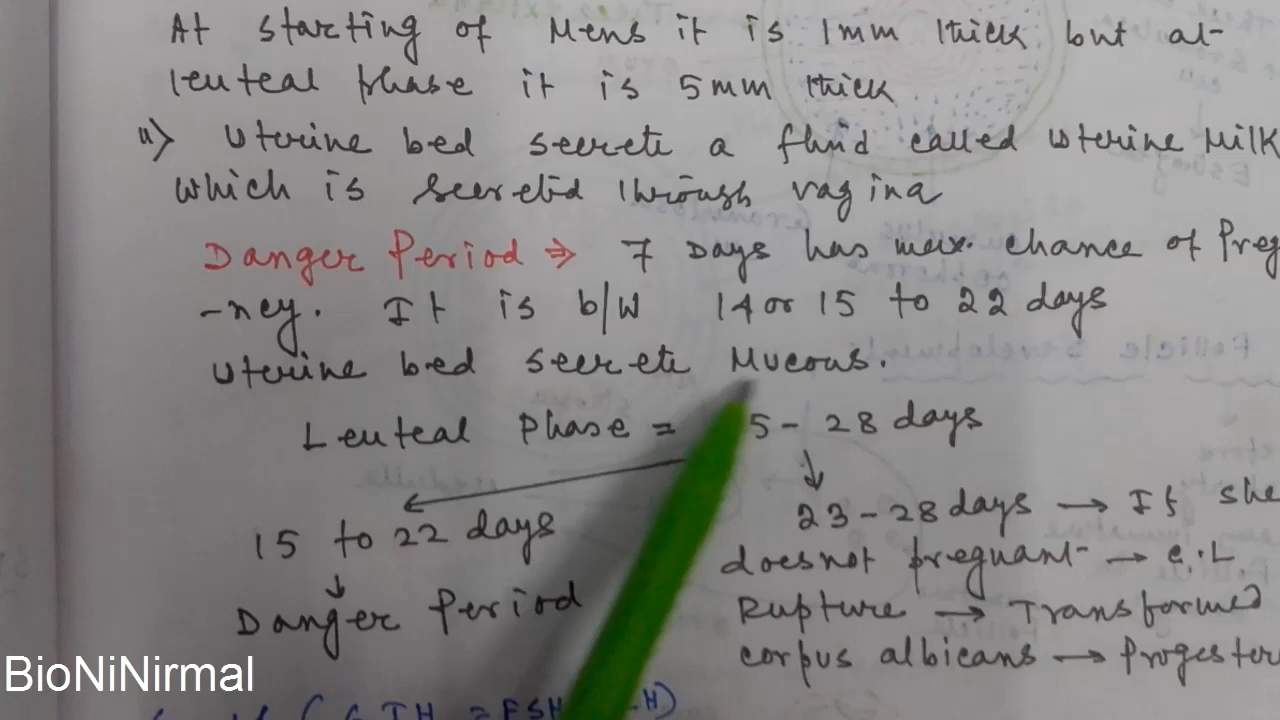 At starting of Mens it is 1mm thick but at
leuteal phase it is 5mm thick
ii) Uterine bed secrete a fluid called Uterine Milk
which is secreted through vagina
Danger Period ⇒ 7 Days has max. chance of Preg
-ney. It is b/w 14 or 15 to 22 days
Uterine bed secrete Mucous.
Leuteal Phase = 5-28 days
15 to 22 days
Danger Period
23-28 days → If she
doesnot pregnant → C.L
Rupture → Transformed
corpus albicans → Progester
BioNiNirmal